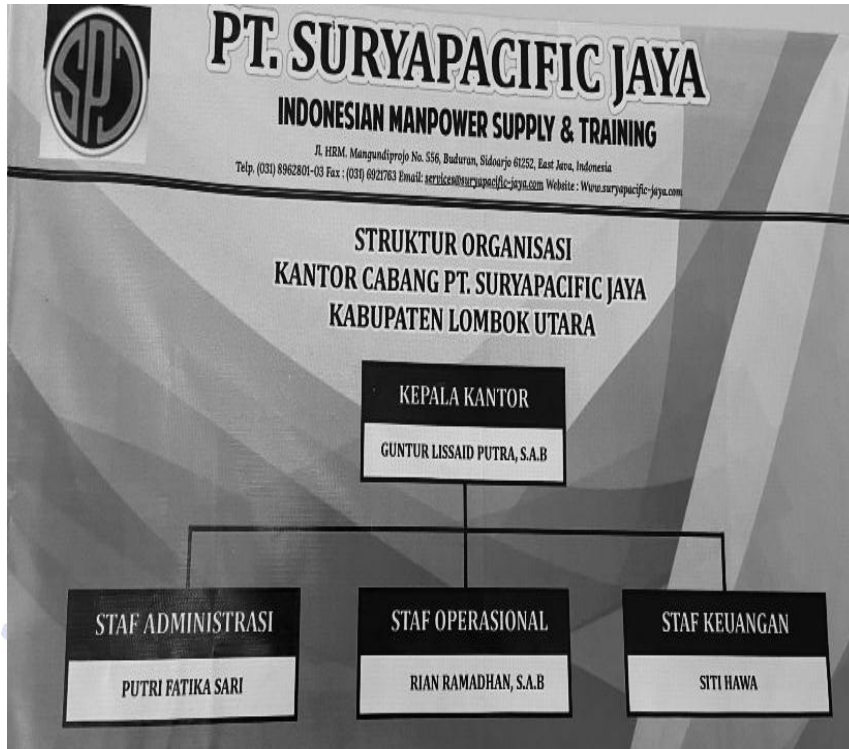 SPJ
PT. SURYAPACIFIC JAYA
INDONESIAN MANPOWER SUPPLY & TRAINING
Jl. HRM. Mangundiprojo No. 556, Buduran, Sidoarjo 61252, East Java, Indonesia
Telp. (031) 8962801-03 Fax : (031) 6921763 Email: services@suryapacific-jaya.com Website : Www.suryapacific-jaya.com
STRUKTUR ORGANISASI
KANTOR CABANG PT. SURYAPACIFIC JAYA
KABUPATEN LOMBOK UTARA
KEPALA KANTOR
GUNTUR LISSAID PUTRA, S.A.B
STAF ADMINISTRASI
PUTRI FATIKA SARI
STAF OPERASIONAL
RIAN RAMADHAN, S.A.B
STAF KEUANGAN
SITI HAWA